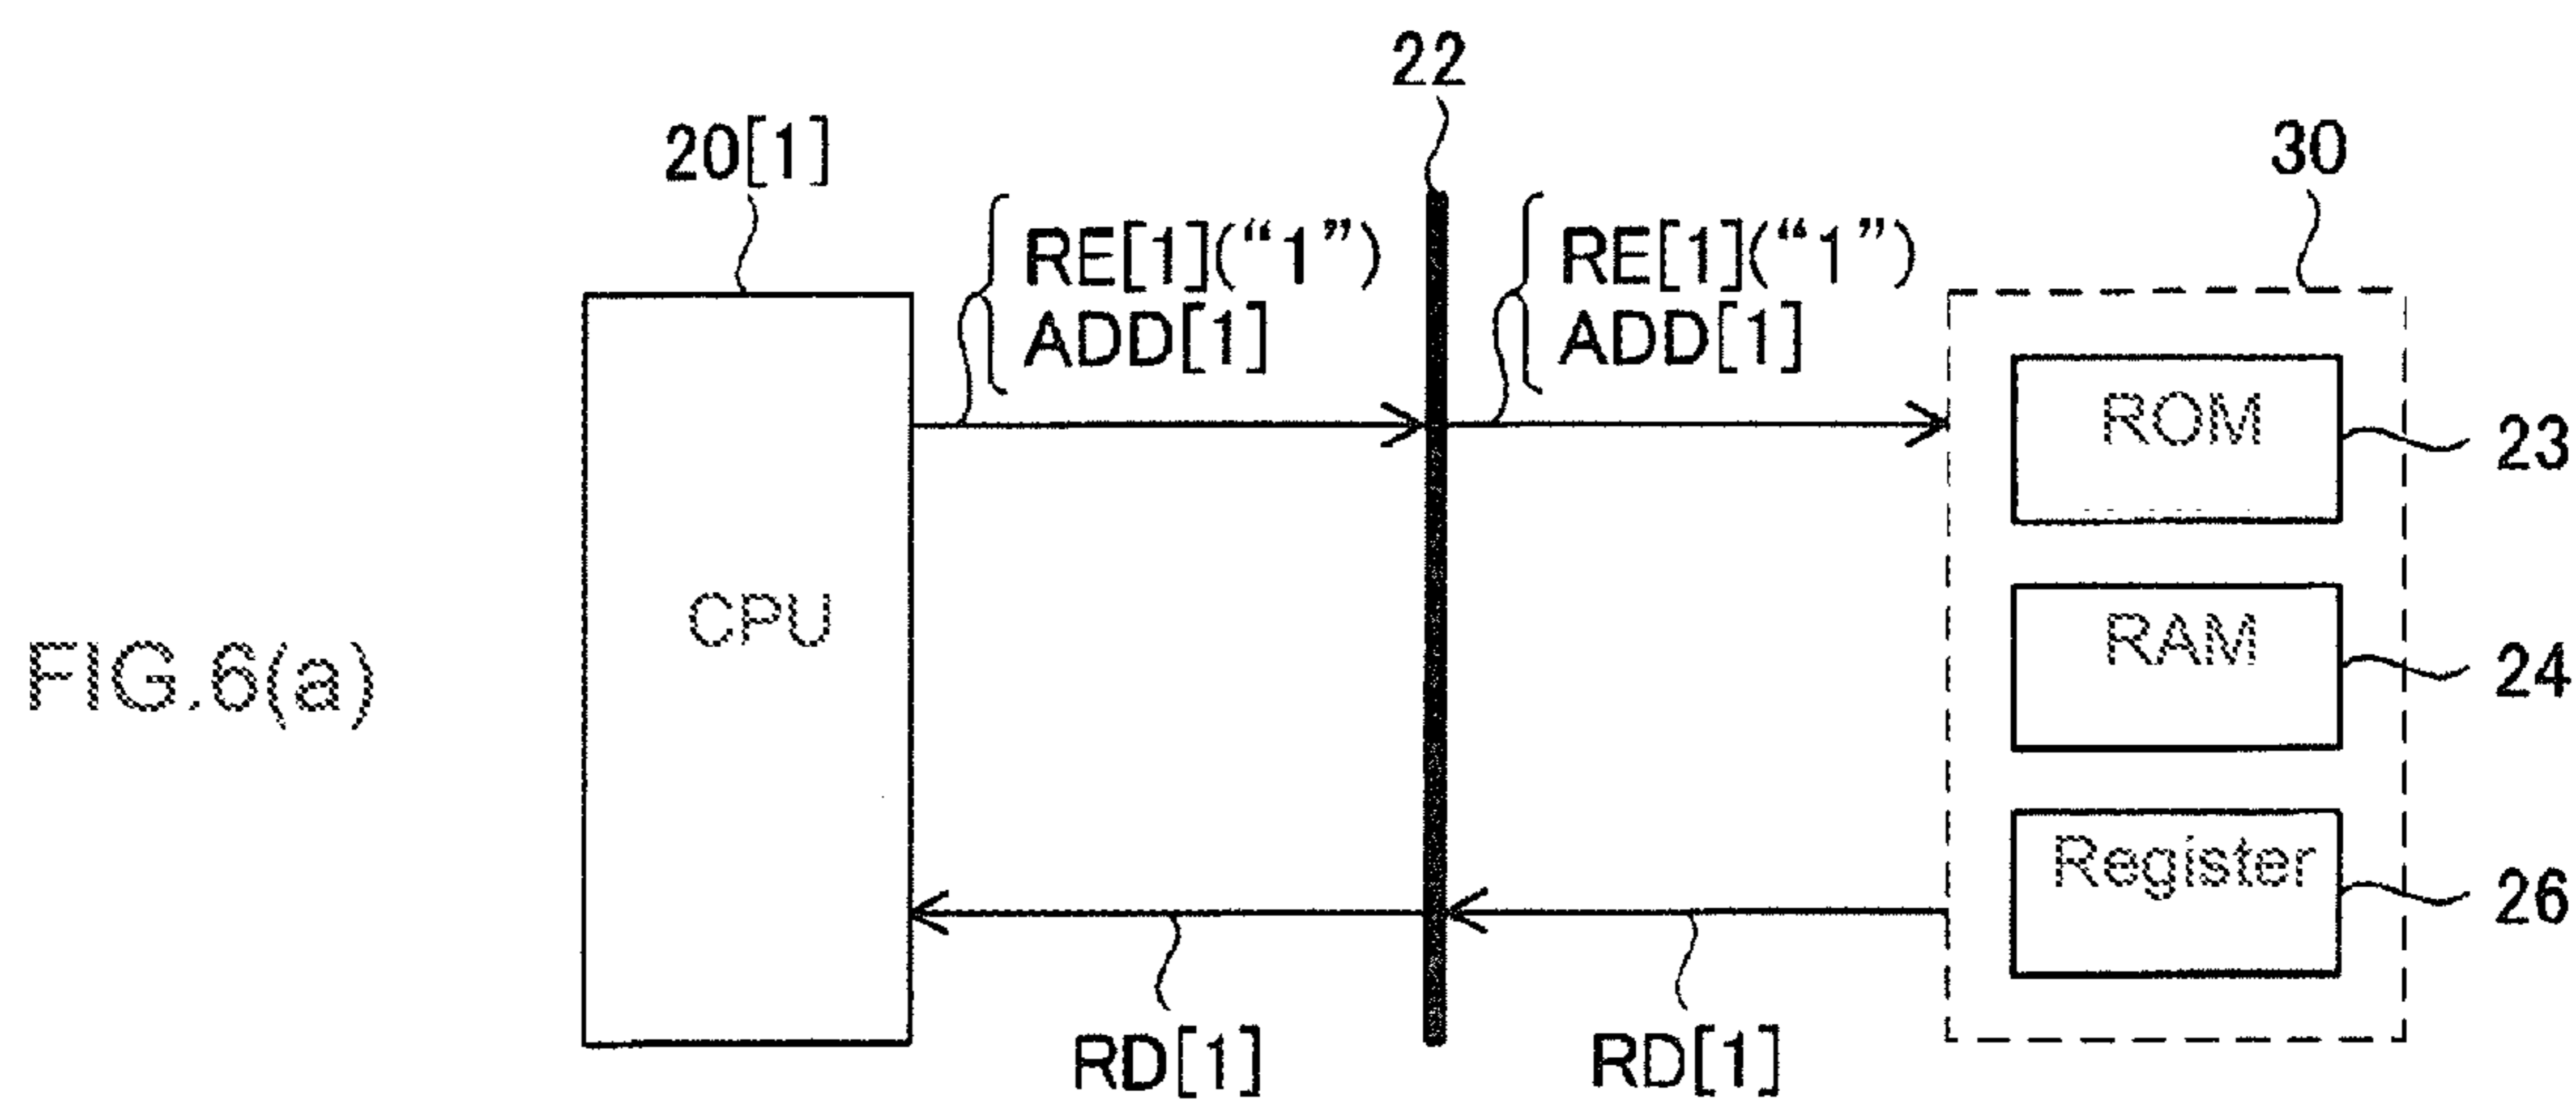 22
20[1]
30
RE[1](“1”)
ADD[1]
RE[1](“1”)
ADD[1]
ROM
23
CPU
RAM
24
FIG.6(a)
Register
26
RD[1]
RD[1]